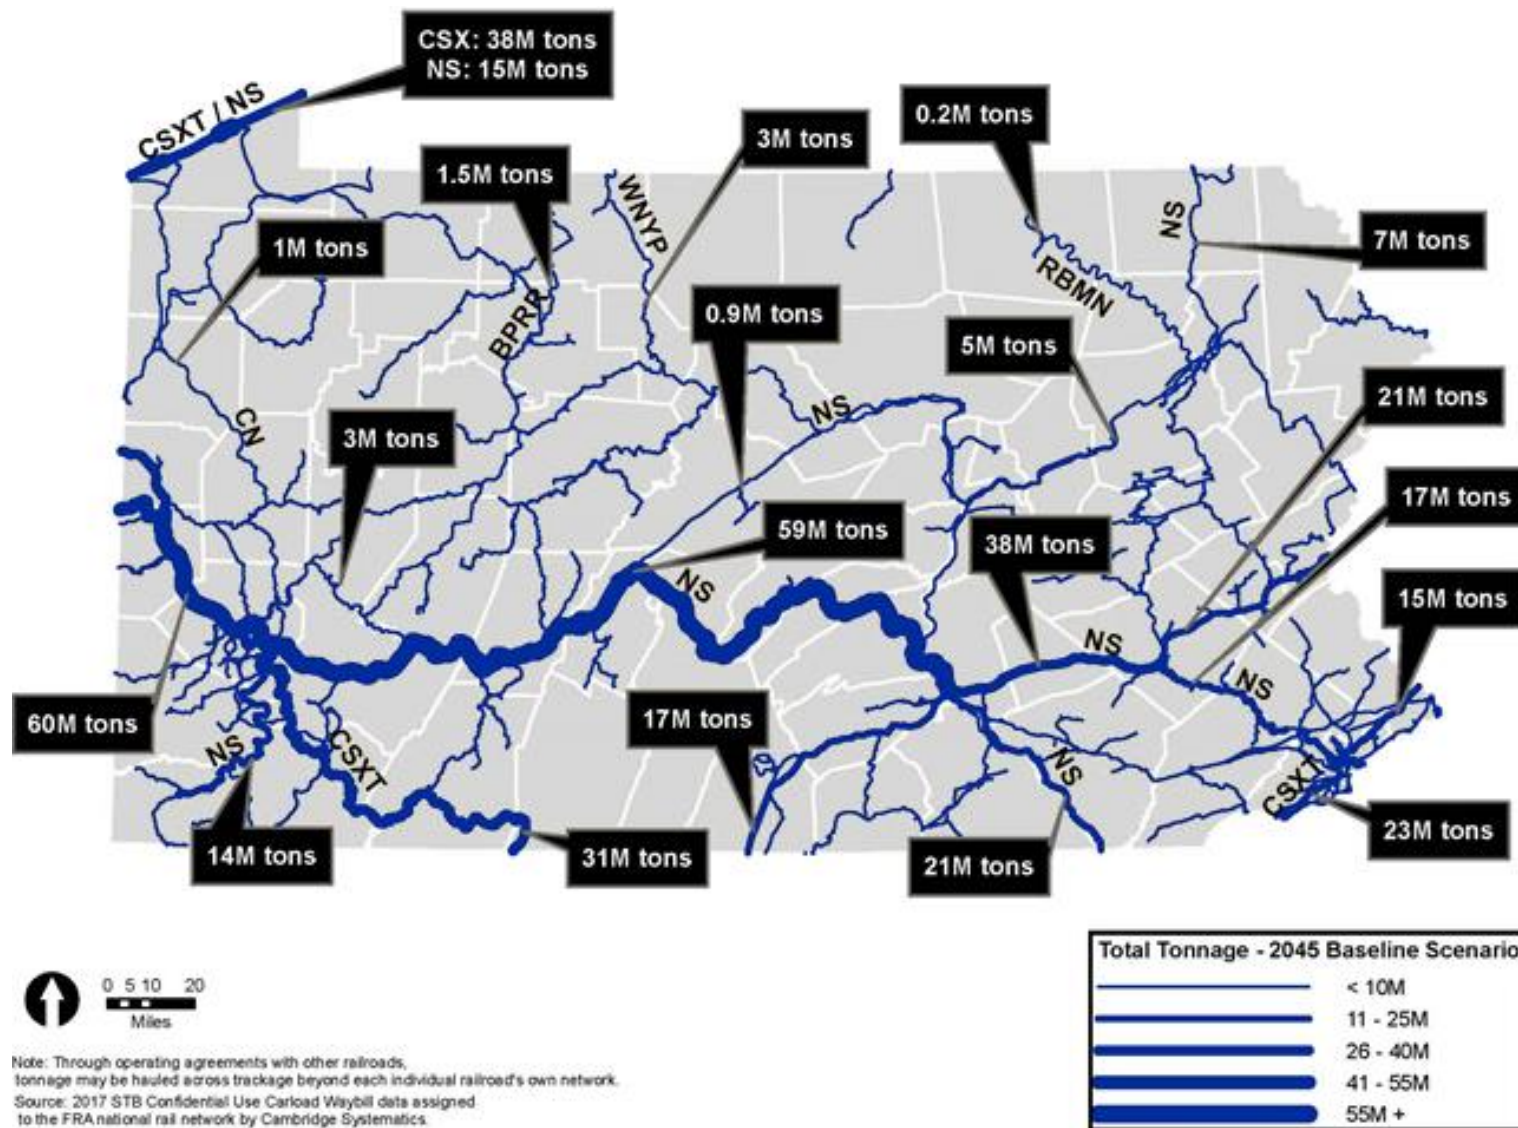 CSX: 38M tons
NS: 15M tons
CSXT / NS
0.2M tons
3M tons
1.5M tons
WNYP
NS
7M tons
1M tons
RBMN
0.9M tons
BPRR
5M tons
21M tons
NS
CN
3M tons
17M tons
59M tons
38M tons
NS
15M tons
NS
NS
60M tons
17M tons
NS
CSXT
NS
CSXT
23M tons
14M tons
31M tons
21M tons
Total Tonnage - 2045 Baseline Scenario
< 10M
11 - 25M
26 - 40M
41 - 55M
55M +
0 5 10 20
Miles
Note: Through operating agreements with other railroads,
tonnage may be hauled across trackage beyond each individual railroad's own network.
Source: 2017 STB Confidential Use Carload Waybill data assigned
to the FRA national rail network by Cambridge Systematics.